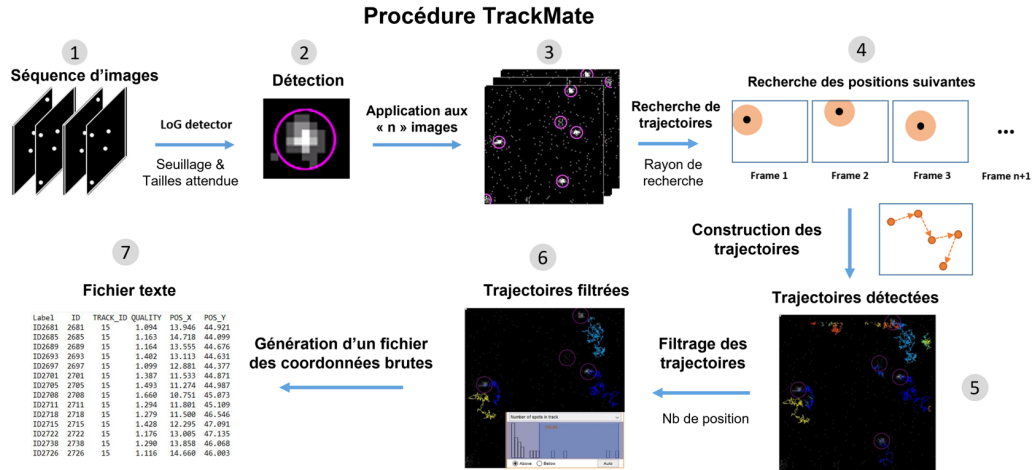 Procédure TrackMate
1
Séquence d'images
LoG detector
Seuillage &
Tailles attendue
2
Détection
Application aux
« n » images
3
Recherche de
trajectoires
Rayon de
recherche
4
Recherche des positions suivantes
Frame 1
Frame 2
Frame 3
Frame n+1
Construction des
trajectoires
Trajectoires détectées
5
Filtrage des
trajectoires
Nb de position
6
Trajectoires filtrées
Number of spots in track
Above
Below
Auto
Génération d'un fichier
des coordonnées brutes
7
Fichier texte
Label ID TRACK_ID QUALITY POS_X POS_Y
ID2681 2681 15 1.094 13.946 44.921
ID2685 2685 15 1.163 14.718 44.099
ID2689 2689 15 1.164 13.555 44.676
ID2693 2693 15 1.402 13.113 44.631
ID2697 2697 15 1.099 12.881 44.377
ID2701 2701 15 1.387 11.533 44.871
ID2705 2705 15 1.493 11.274 44.987
ID2708 2708 15 1.660 10.751 45.073
ID2711 2711 15 1.294 11.801 45.109
ID2718 2718 15 1.279 11.500 46.546
ID2715 2715 15 1.428 12.295 47.091
ID2722 2722 15 1.176 13.005 47.135
ID2738 2738 15 1.290 13.858 46.068
ID2726 2726 15 1.116 14.660 46.003